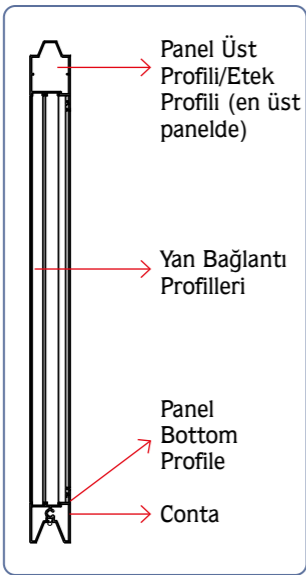 Panel Üst
Profili/Etek
Profili (en üst
panelde)
Yan Bağlantı
Profilleri
Panel
Bottom
Profile
Conta